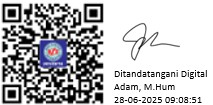 Ditandatangani Digital
Adam, M.Hum
28-06-2025 09:08:51